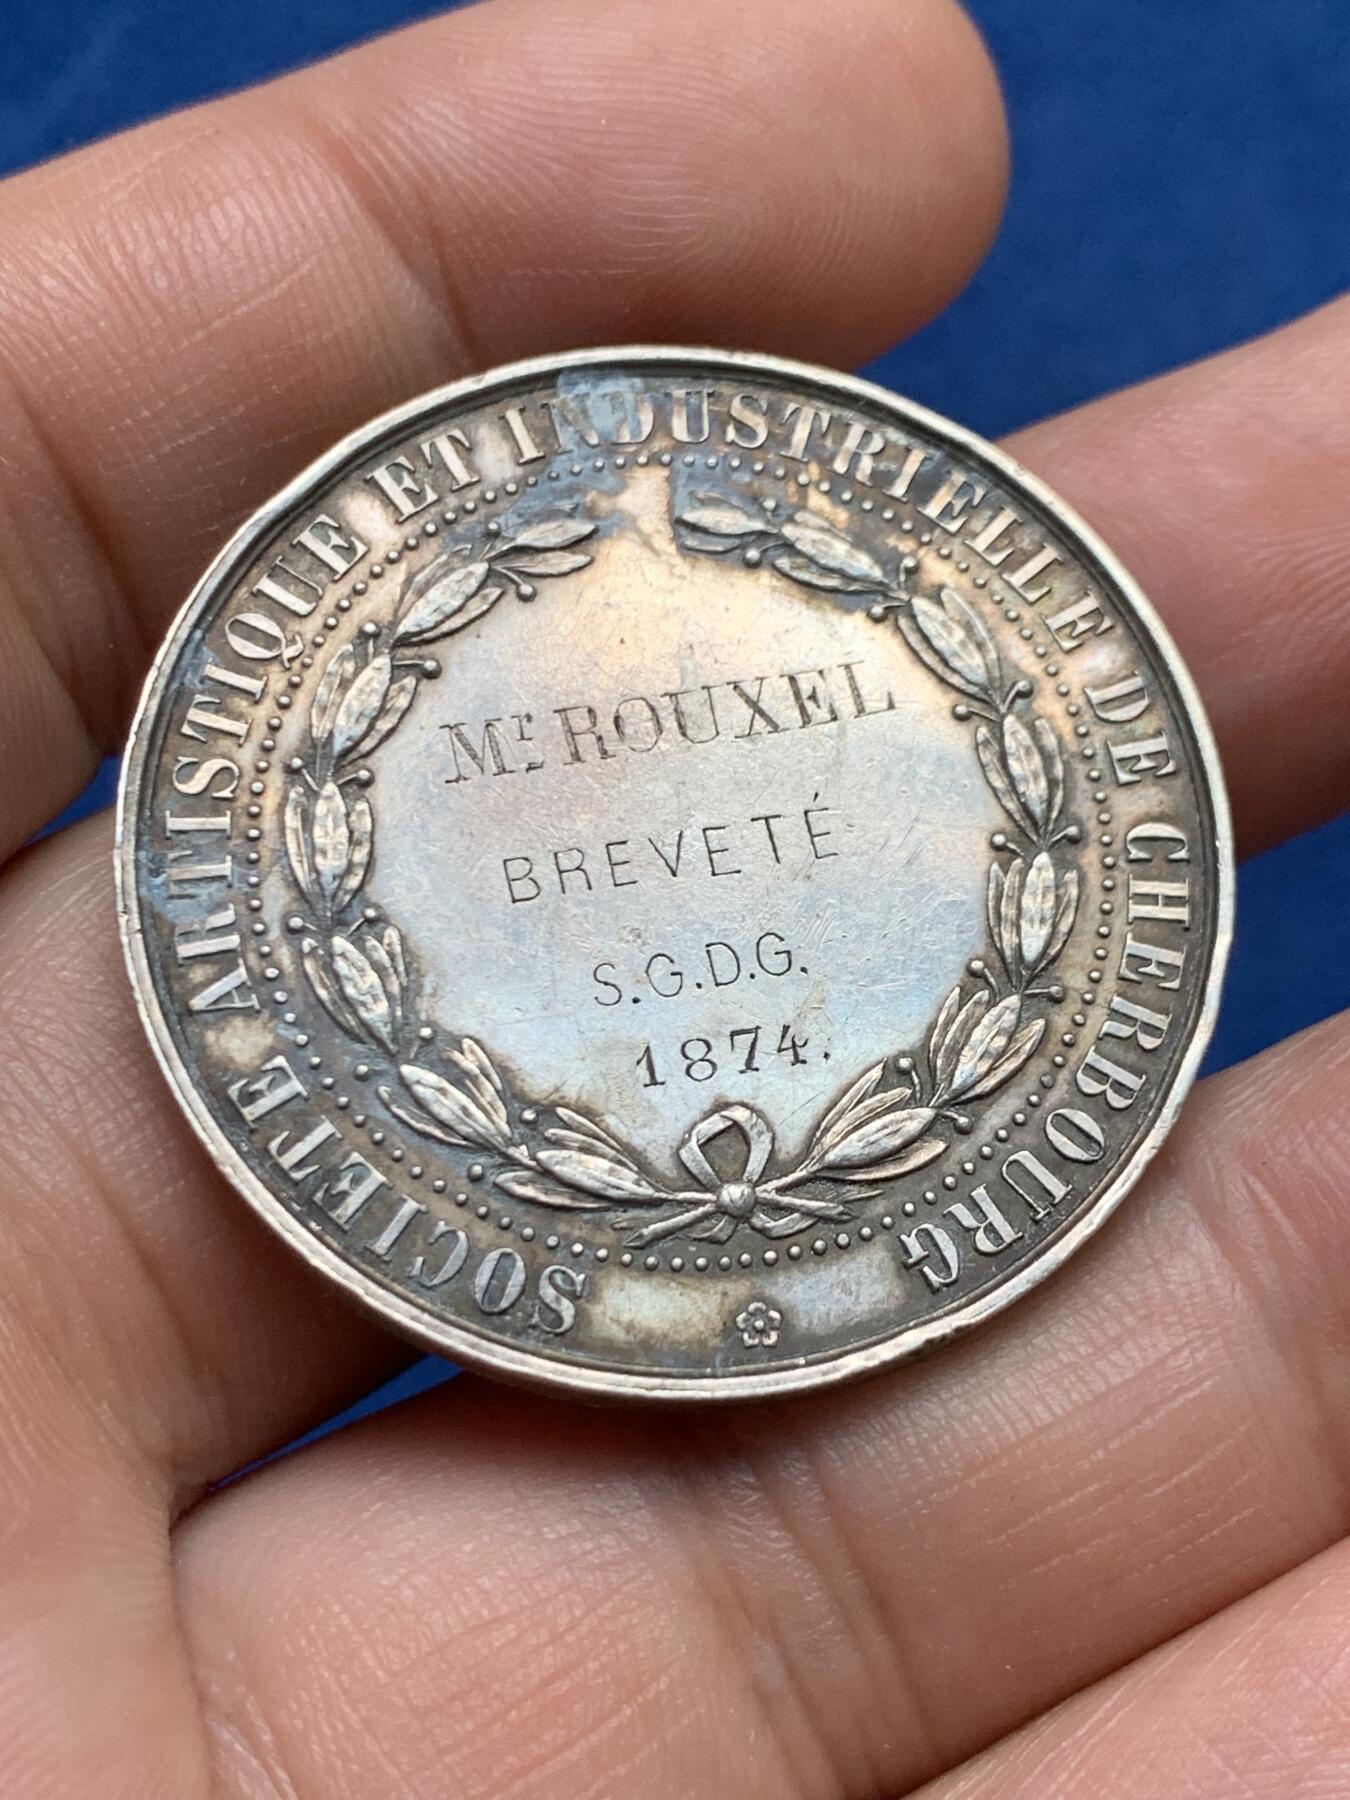 SOCIETE ARTISTIQUE ET INDUSTRIELLE DE CHERBOURG
Mr. ROUXEL
BREVETÉ
S.G.D.G.
1874.